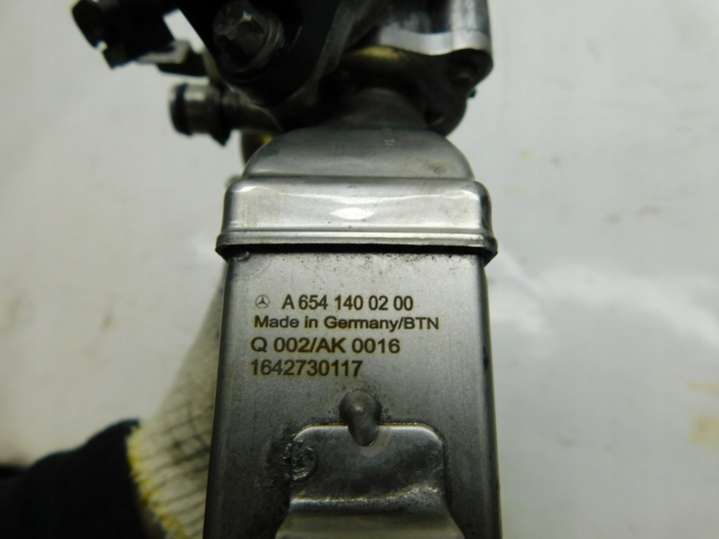 A 654 140 02 00
Made in Germany/BTN
Q 002/AK 0016
1642730117